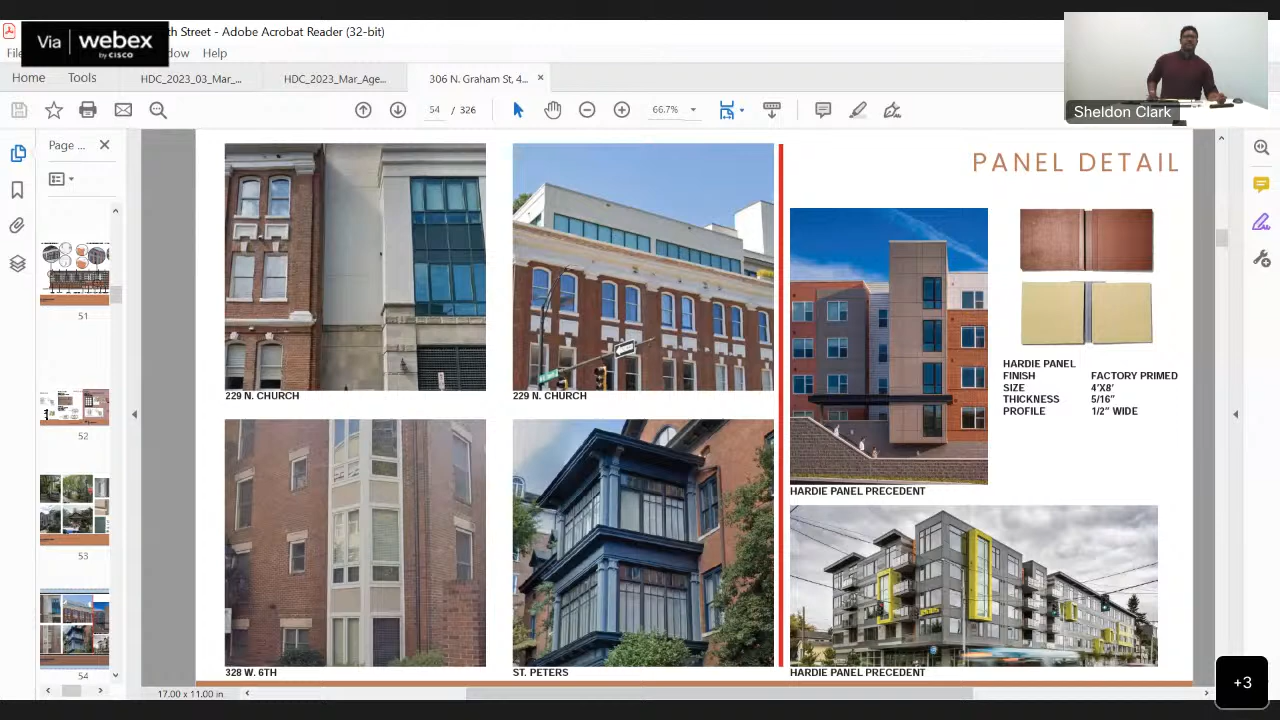 Via webex
by CISCO
th Street - Adobe Acrobat Reader (32-bit)
dow Help
Home Tools HDC_2023_03_Mar_... HDC_2023_Mar_Age... 306 N. Graham St, 4... ×
54 / 326 66.7%
Sheldon Clark
Page ...
51
52
53
54
PANEL DETAIL
229 N. CHURCH
229 N. CHURCH
328 W. 6TH
ST. PETERS
HARDIE PANEL PRECEDENT
HARDIE PANEL
FINISH FACTORY PRIMED
SIZE 4'X8'
THICKNESS 5/16"
PROFILE 1/2" WIDE
HARDIE PANEL PRECEDENT
17.00 x 11.00 in.
+3